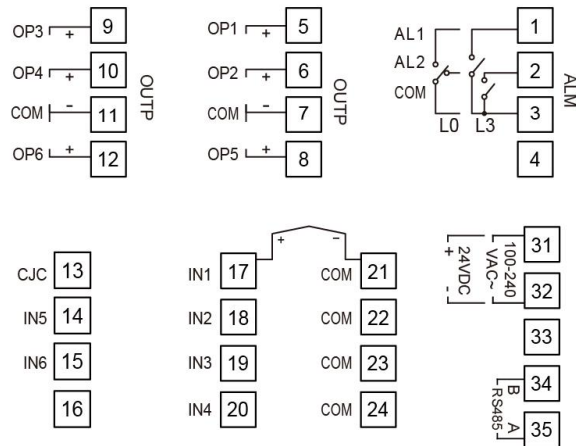 OP3 + 9
OP4 + 10
COM - 11
OP6 + 12
OUTP
OP1 + 5
OP2 + 6
COM - 7
OP5 + 8
OUTP
AL1 1
AL2 2
COM 3
L0 L3
4
ALM
CJC 13
IN5 14
IN6 15
16
+ -
IN1 17 COM 21
IN2 18 COM 22
IN3 19 COM 23
IN4 20 COM 24
+ 24VDC -
100-240
VAC~
31
32
33
34
35
B A
RS485